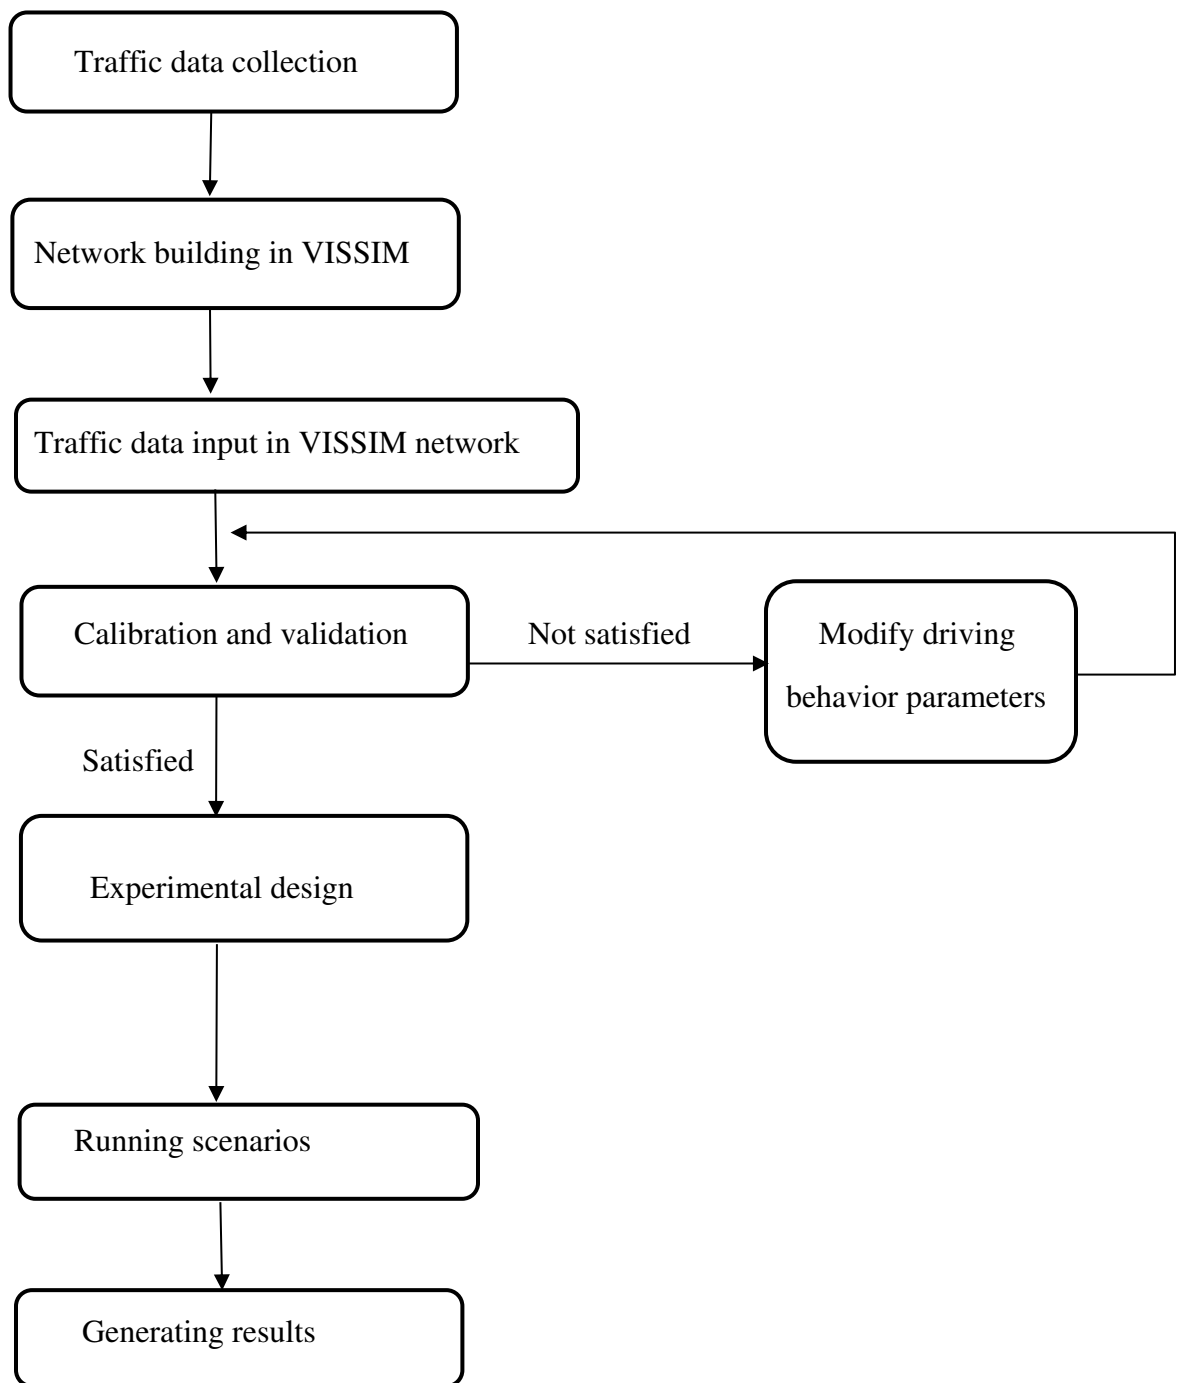 Traffic data collection
Network building in VISSIM
Traffic data input in VISSIM network
Calibration and validation
Not satisfied
Modify driving
behavior parameters
Satisfied
Experimental design
Running scenarios
Generating results